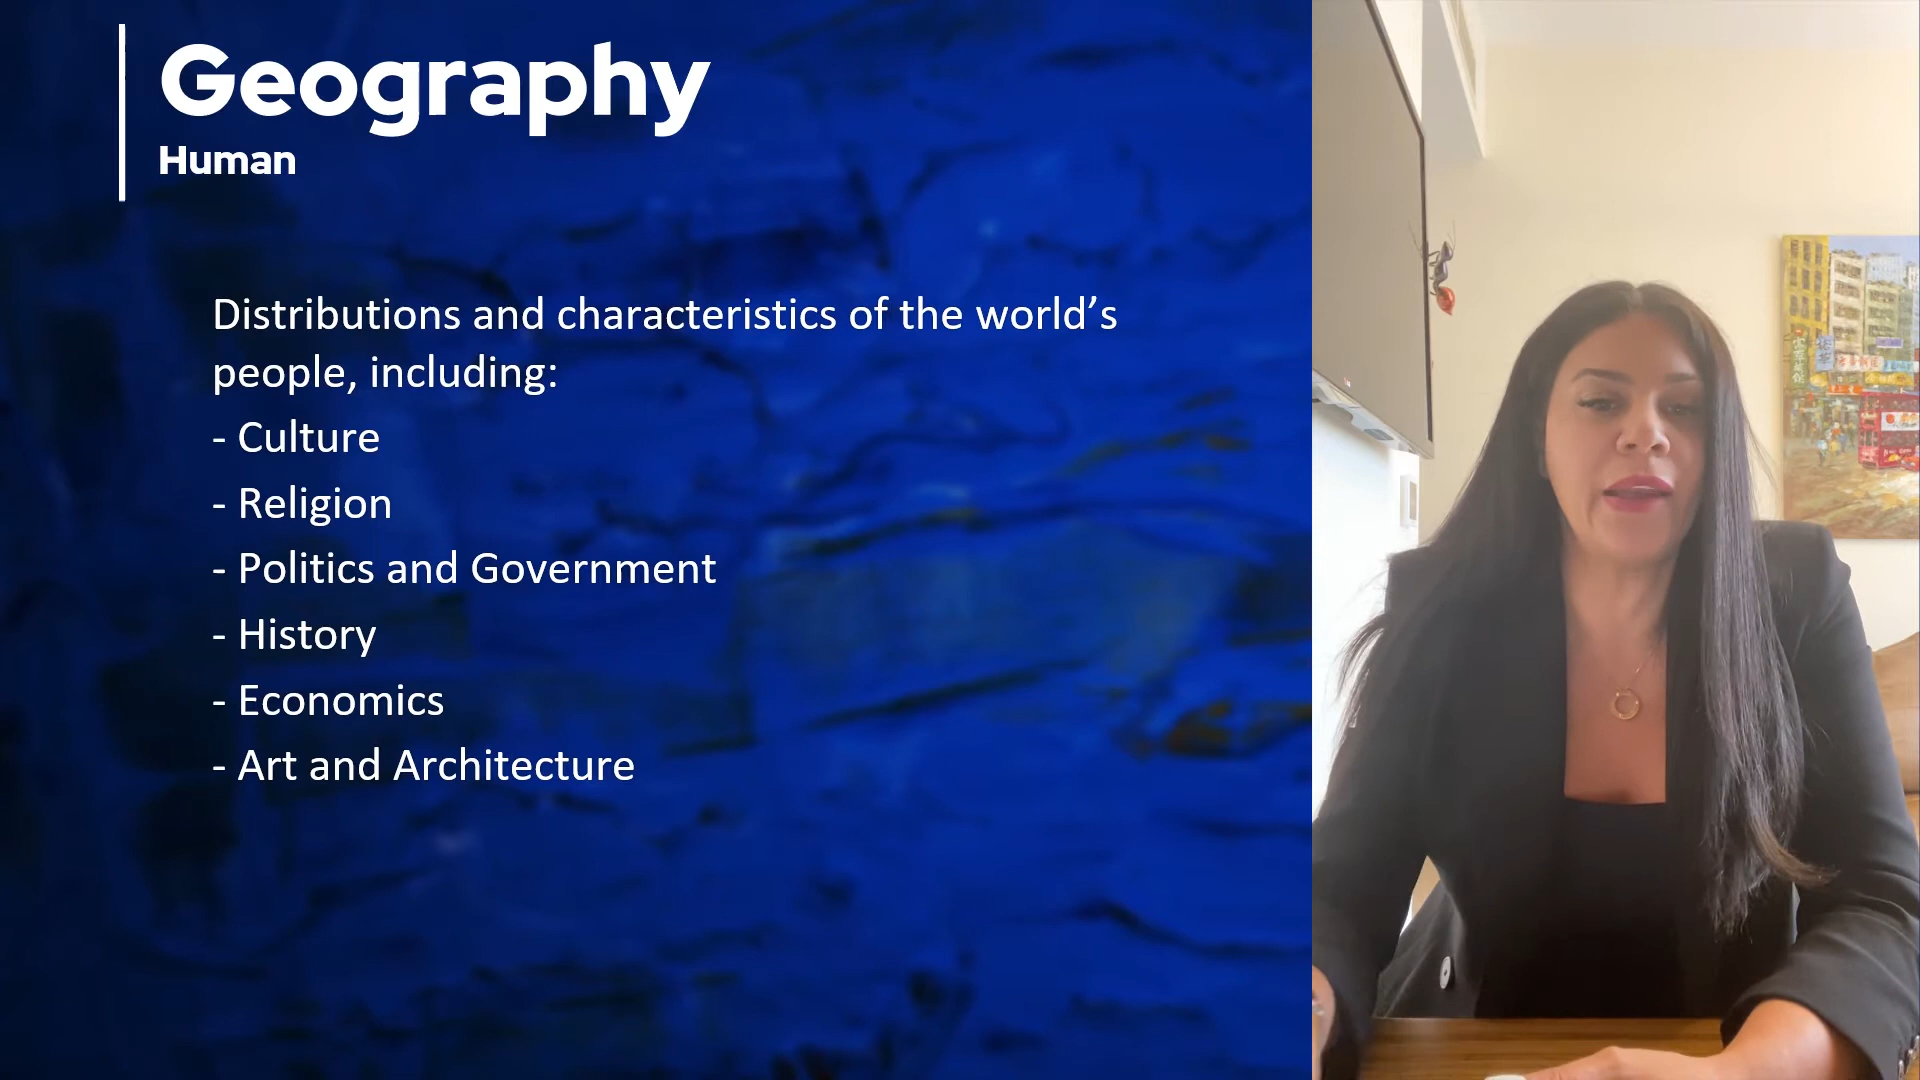 Geography
Human
Distributions and characteristics of the world’s
people, including:
- Culture
- Religion
- Politics and Government
- History
- Economics
- Art and Architecture